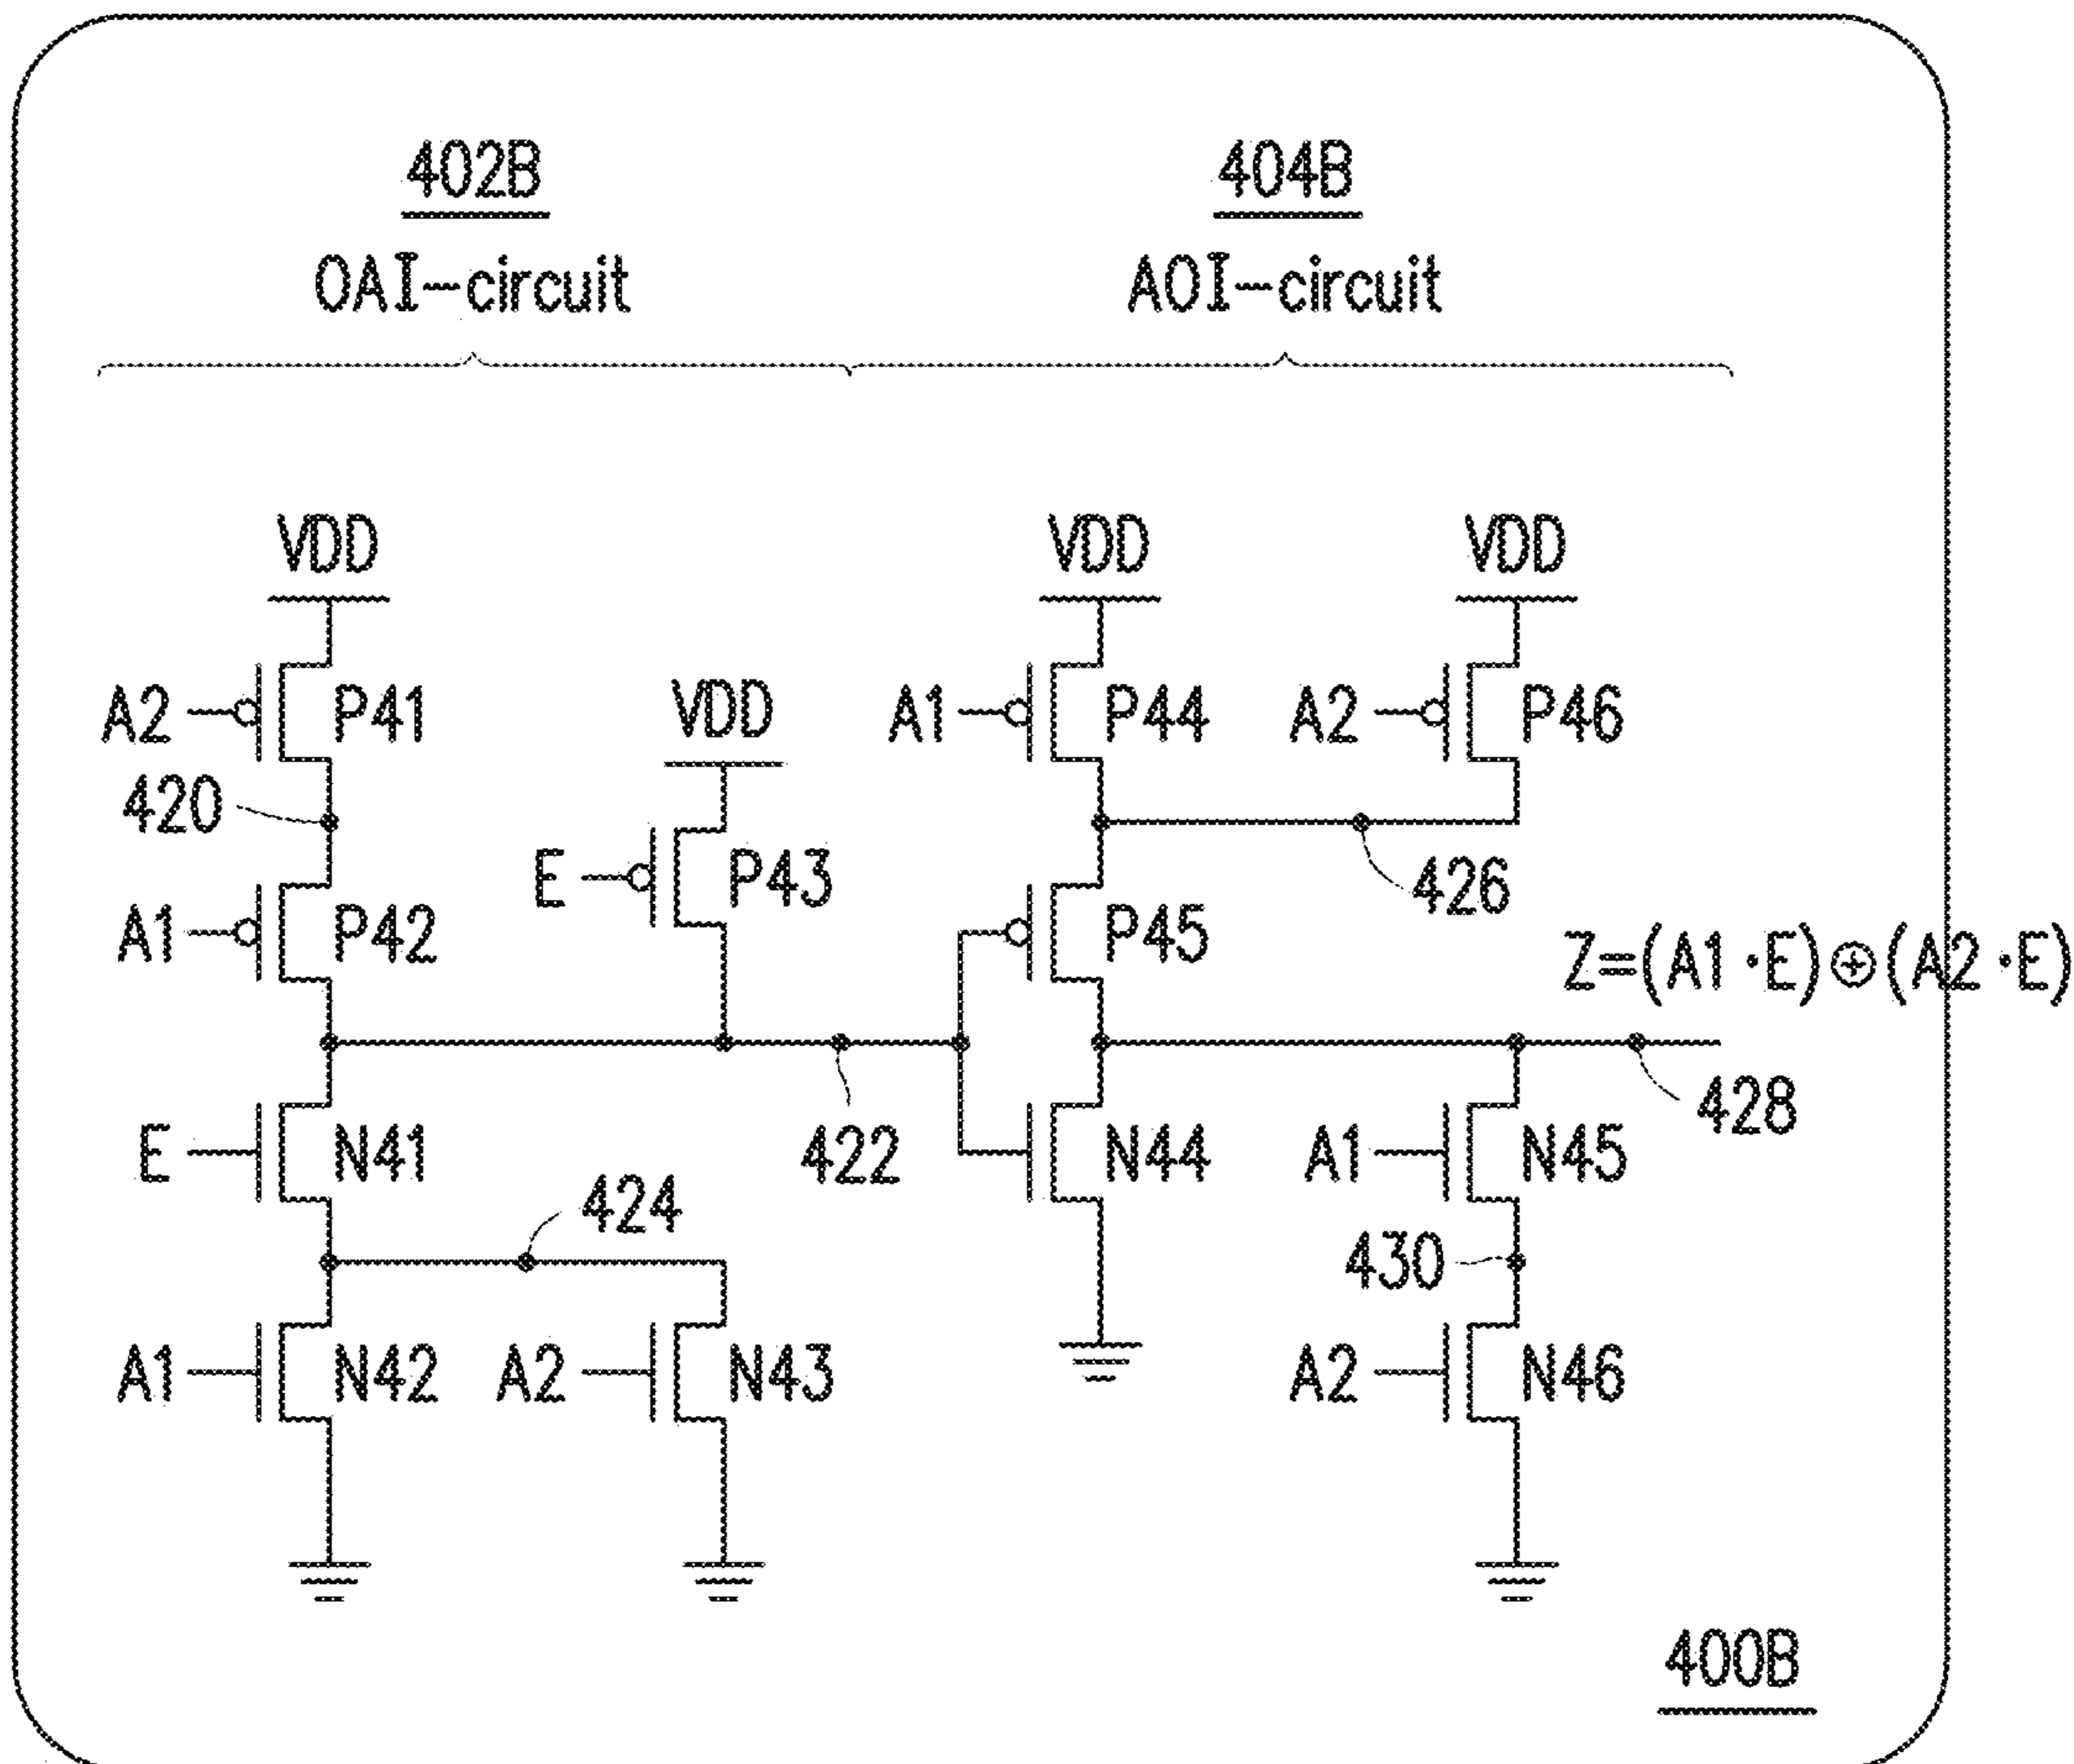 402B
OAI-circuit
404B
AOI-circuit
VDD
VDD
VDD
VDD
A2
P41
A1
P44
A2
P46
420
E
P43
426
A1
P42
P45
Z=(A1·E)⊕(A2·E)
E
N41
422
N44
A1
N45
428
424
430
A1
N42
A2
N43
A2
N46
400B